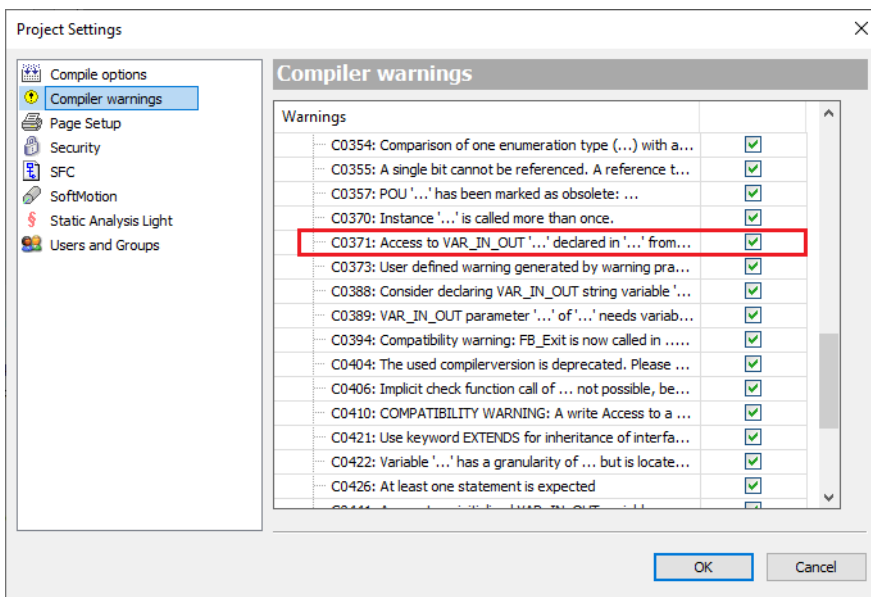 Project Settings
Compile options
Compiler warnings
Page Setup
Security
SFC
SoftMotion
Static Analysis Light
Users and Groups
Compiler warnings
Warnings
C0354: Comparison of one enumeration type (...) with a...
C0355: A single bit cannot be referenced. A reference t...
C0357: POU '...' has been marked as obsolete: ...
C0370: Instance '...' is called more than once.
C0371: Access to VAR_IN_OUT '...' declared in '...' from...
C0373: User defined warning generated by warning pra...
C0388: Consider declaring VAR_IN_OUT string variable '...
C0389: VAR_IN_OUT parameter '...' of '...' needs variab...
C0394: Compatibility warning: FB_Exit is now called in .....
C0404: The used compilerversion is deprecated. Please ...
C0406: Implicit check function call of ... not possible, be...
C0410: COMPATIBILITY WARNING: A write Access to a ...
C0421: Use keyword EXTENDS for inheritance of interfa...
C0422: Variable '...' has a granularity of ... but is locate...
C0426: At least one statement is expected
OK
Cancel